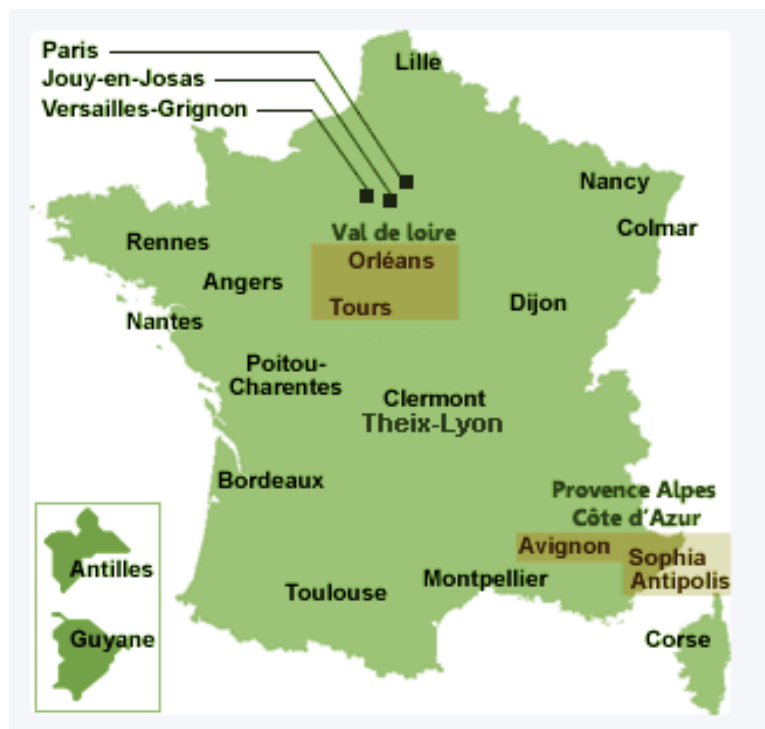 Paris
Lille
Jouy-en-Josas
Versailles-Grignon
Nancy
Colmar
Val de loire
Rennes
Orléans
Angers
Tours
Dijon
Nantes
Poitou-
Charentes
Clermont
Theix-Lyon
Bordeaux
Provence Alpes
Côte d'Azur
Avignon
Sophia
Antipolis
Antilles
Montpellier
Toulouse
Guyane
Corse